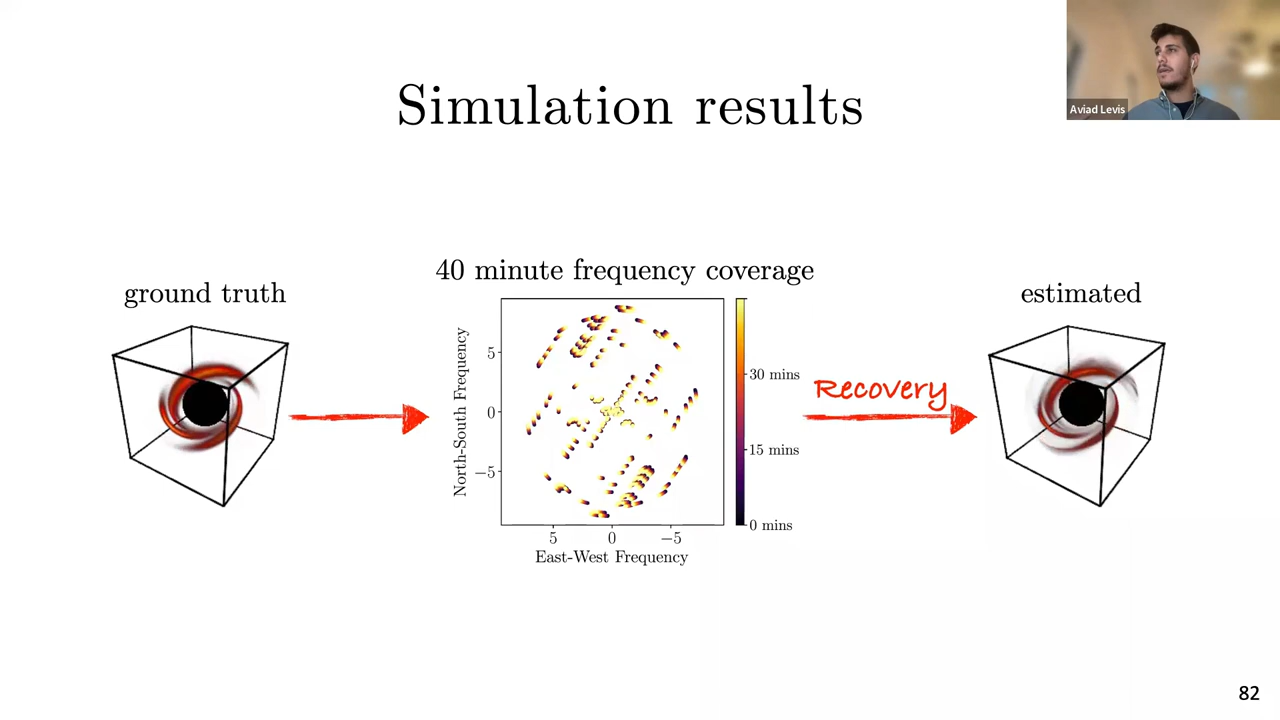 Aviad Levis
Simulation results
ground truth
40 minute frequency coverage
North-South Frequency
5
0
−5
5
0
−5
East-West Frequency
30 mins
15 mins
0 mins
Recovery
estimated
82